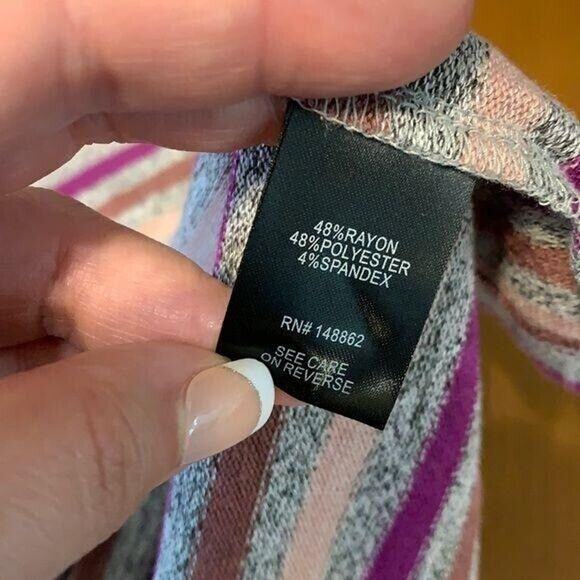 48%RAYON
48%POLYESTER
4%SPANDEX
RN# 148862
SEE CARE
ON REVERSE